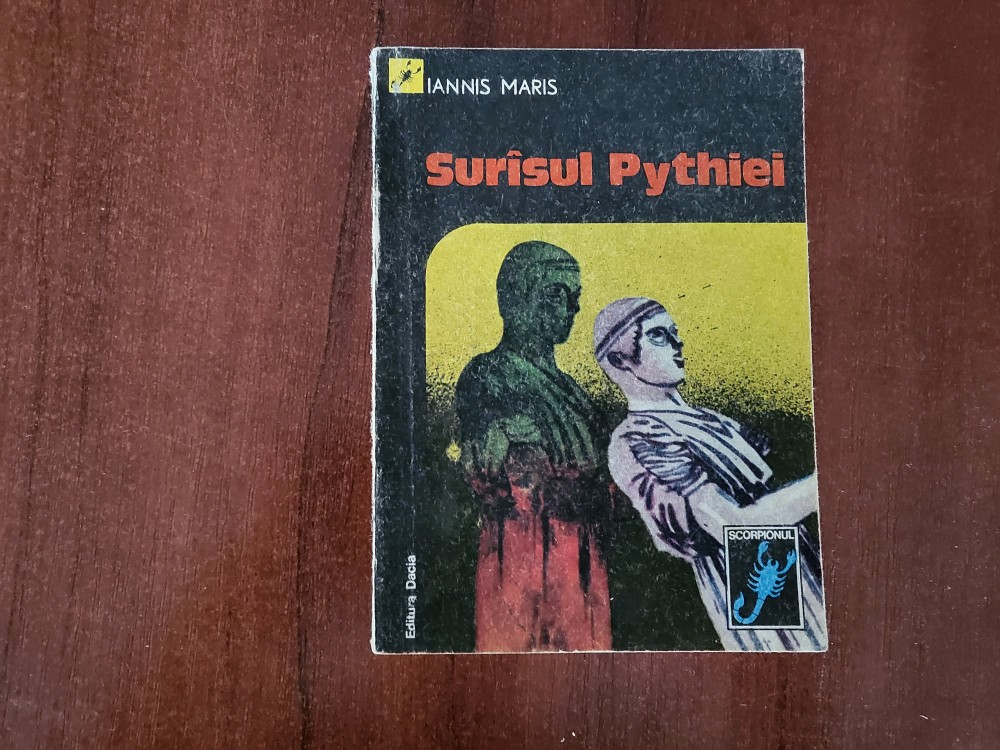 IANNIS MARIS
Surîsul Pythiei
SCORPIONUL
Editura Dacia